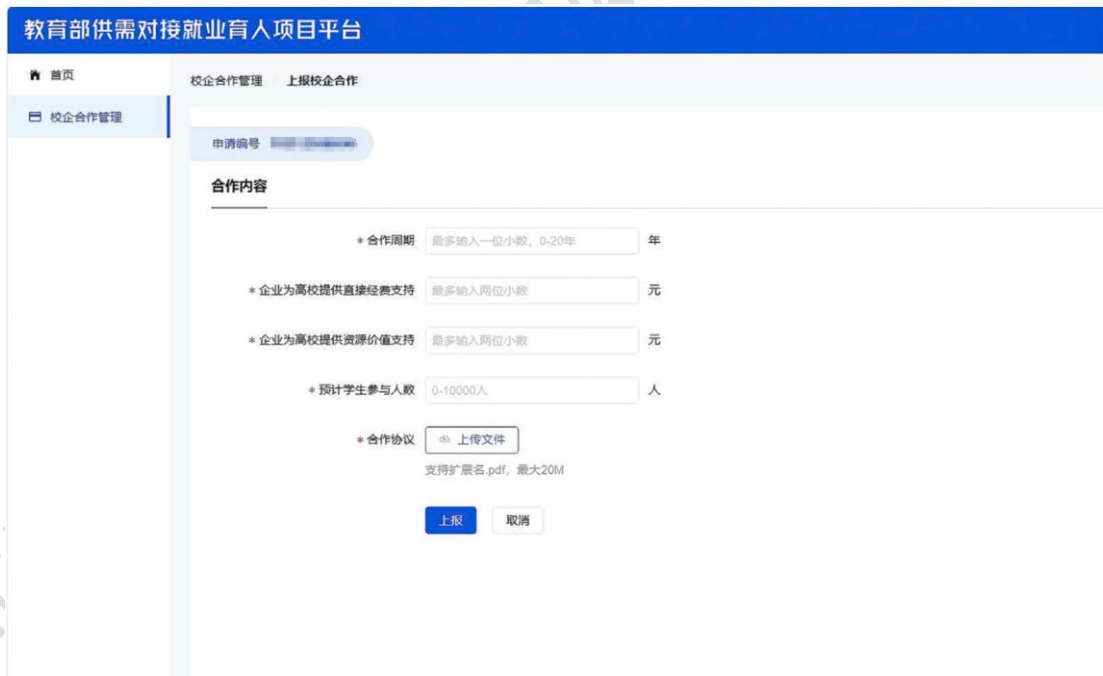 教育部供需对接就业育人项目平台
首页
校企合作管理
校企合作管理 上报校企合作
申请编号
合作内容
* 合作周期 最多输入一位小数，0-20年 年
* 企业为高校提供直接经费支持 最多输入两位小数 元
* 企业为高校提供资源价值支持 最多输入两位小数 元
* 预计学生参与人数 0-10000人 人
* 合作协议 上传文件
支持扩展名.pdf，最大20M
上报 取消